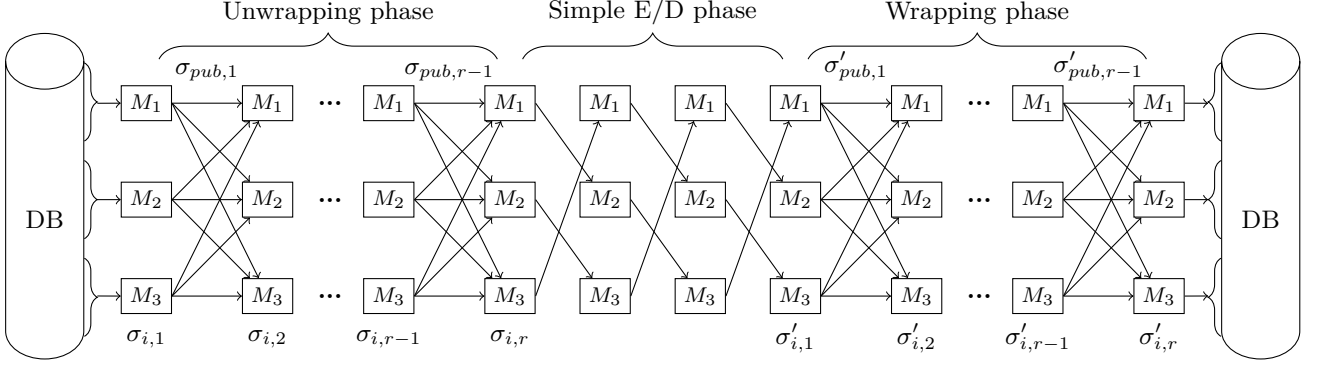 Unwrapping phase Simple E/D phase Wrapping phase
σ_{pub,1} σ_{pub,r−1} σ′_{pub,1} σ′_{pub,r−1}
M_1 M_1 ··· M_1 M_1 M_1 M_1 M_1 M_1 ··· M_1 M_1
DB M_2 M_2 ··· M_2 M_2 M_2 M_2 M_2 M_2 ··· M_2 M_2 DB
M_3 M_3 ··· M_3 M_3 M_3 M_3 M_3 M_3 ··· M_3 M_3
σ_{i,1} σ_{i,2} σ_{i,r−1} σ_{i,r} σ′_{i,1} σ′_{i,2} σ′_{i,r−1} σ′_{i,r}